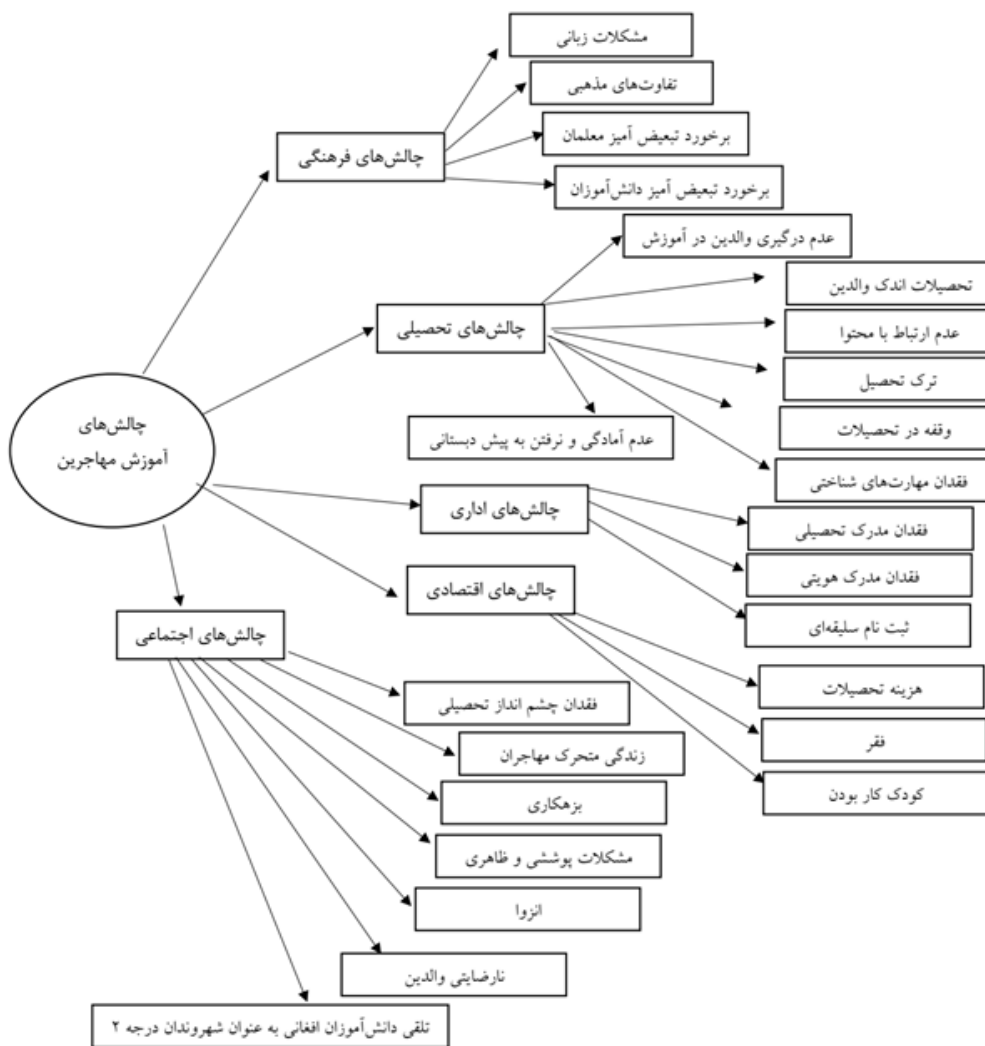 چالش‌های
آموزش مهاجرین
چالش‌های فرهنگی
مشکلات زبانی
تفاوت‌های مذهبی
برخورد تبعیض آمیز معلمان
برخورد تبعیض آمیز دانش‌آموزان
چالش‌های تحصیلی
عدم درگیری والدین در آموزش
تحصیلات اندک والدین
عدم ارتباط با محتوا
ترک تحصیل
وقفه در تحصیلات
فقدان مهارت‌های شناختی
عدم آمادگی و نرفتن به پیش دبستانی
چالش‌های اداری
فقدان مدرک تحصیلی
فقدان مدرک هویتی
ثبت نام سلیقه‌ای
چالش‌های اقتصادی
هزینه تحصیلات
فقر
کودک کار بودن
چالش‌های اجتماعی
فقدان چشم انداز تحصیلی
زندگی متحرک مهاجران
بزهکاری
مشکلات پوششی و ظاهری
انزوا
نارضایتی والدین
تلقی دانش‌آموزان افغانی به عنوان شهروندان درجه ۲